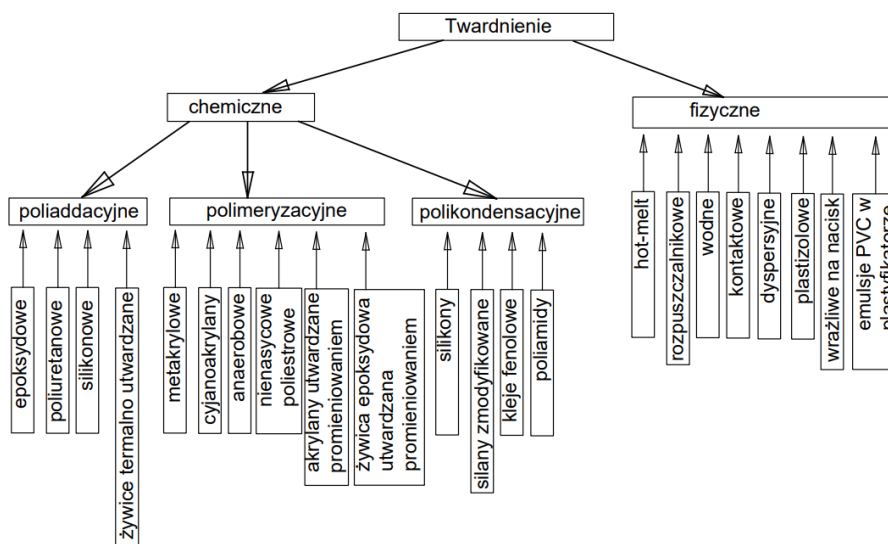 Twardnienie
chemiczne
fizyczne
poliaddacyjne
polimeryzacyjne
polikondensacyjne
epoksydowe
poliuretanowe
silikonowe
żywice termalno utwardzane
metakrylowe
cyjanoakrylany
anaerobowe
nienasycowe
poliestrowe
akrylany utwardzane
promieniowaniem
żywica epoksydowa
utwardzana
promieniowaniem
silikony
silany zmodyfikowane
kleje fenolowe
poliamidy
hot-melt
rozpuszczalnikowe
wodne
kontaktowe
dyspersyjne
plastizolowe
wrażliwe na nacisk
emulsje PVC w
plastyfikatorze